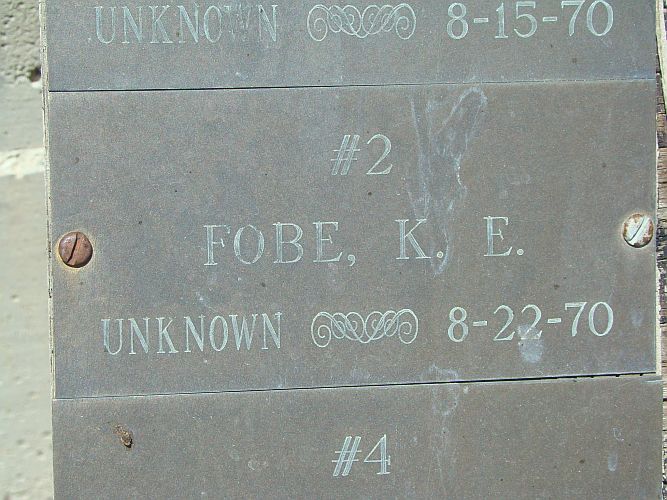 UNKNOWN 8-15-70
#2
FOBE, K. E.
UNKNOWN 8-22-70
#4